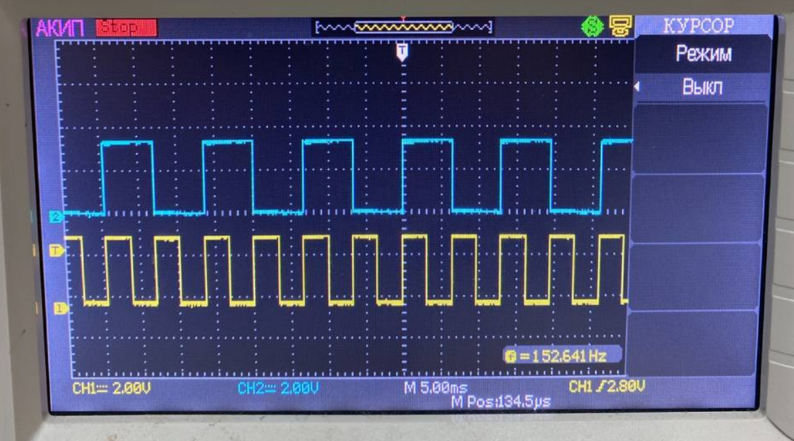 АКИП Stop КУРСОР
T
Режим
Выкл
2
T
1
f = 152.641Hz
CH1 2.00V CH2 2.00V M 5.00ms CH1 2.80V
M Pos:134.5µs